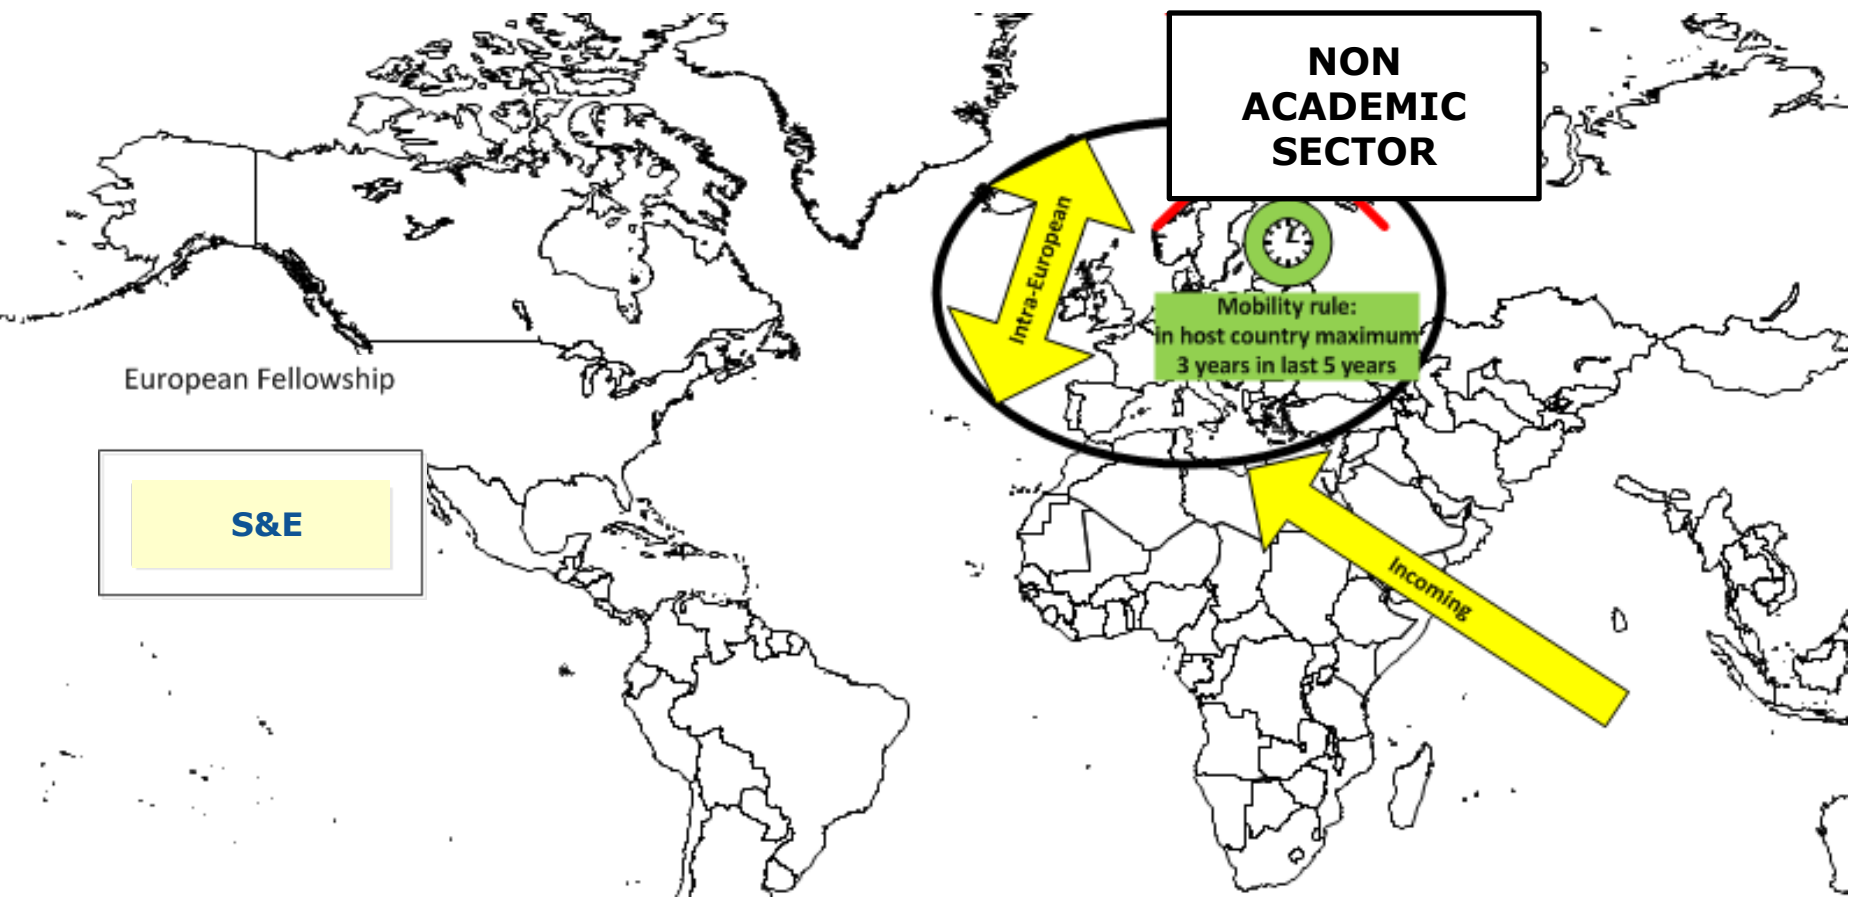 NON
ACADEMIC
SECTOR
Intra-European
Mobility rule:
in host country maximum
3 years in last 5 years
European Fellowship
S&E
Incoming